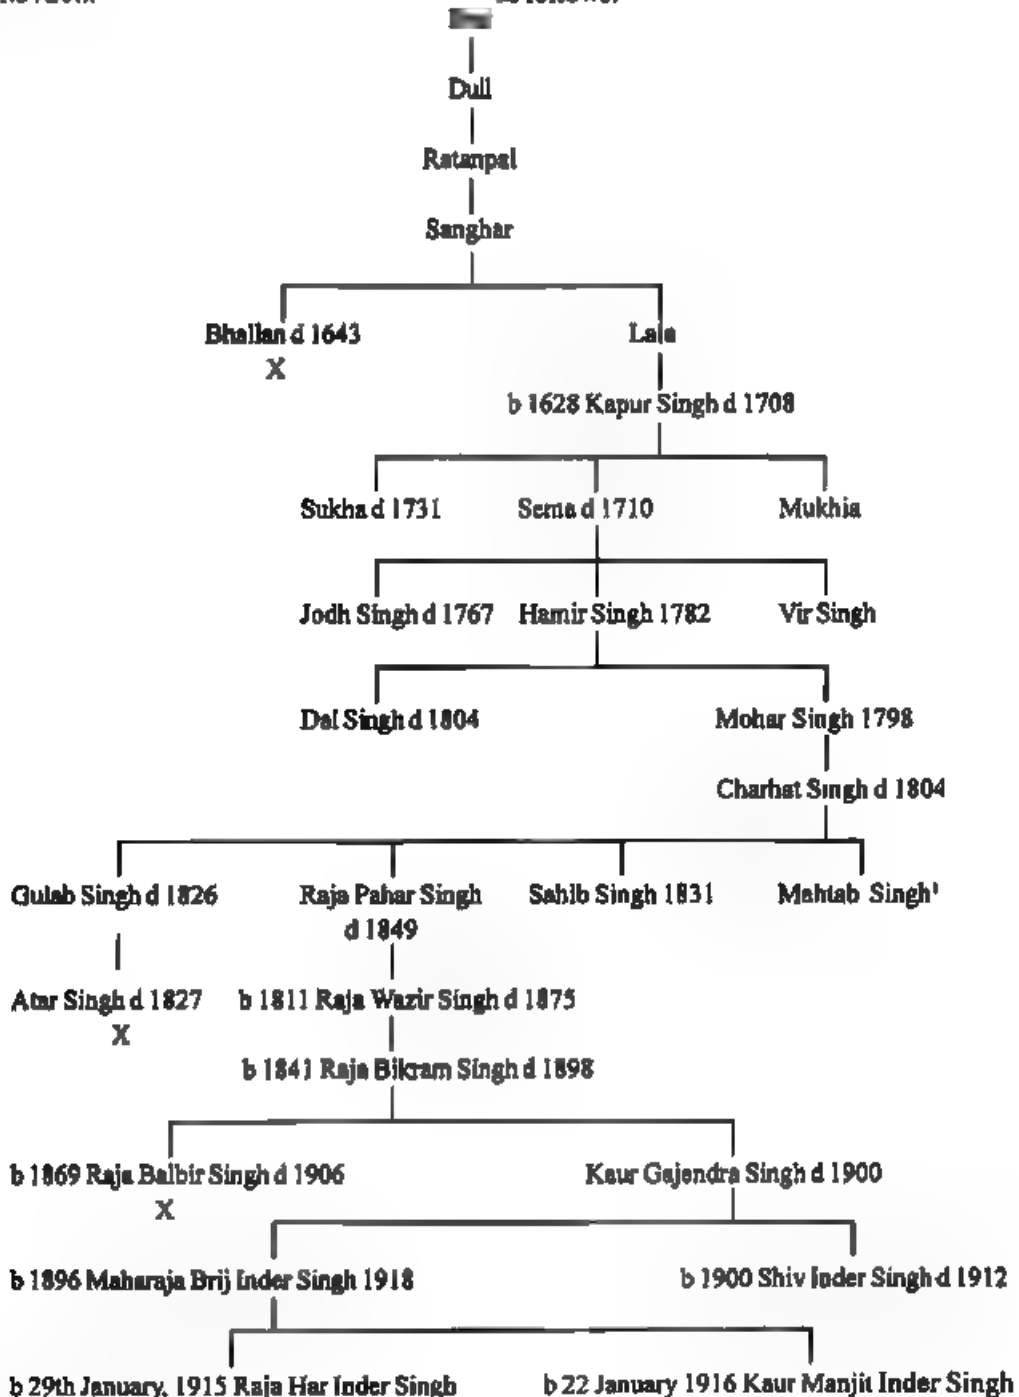 Dull
Ratanpal
Sanghar
Bhallan d 1643 Lala
X
b 1628 Kapur Singh d 1708
Sukha d 1731 Sema d 1710 Mukhia
Jodh Singh d 1767 Hamir Singh 1782 Vir Singh
Dal Singh d 1804 Mohar Singh 1798
Charhat Singh d 1804
Gulab Singh d 1826 Raja Pahar Singh Sahib Singh 1831 Mahtab Singh¹
d 1849
Atar Singh d 1827 b 1811 Raja Wazir Singh d 1875
X
b 1841 Raja Bikram Singh d 1898
b 1869 Raja Balbir Singh d 1906 Kaur Gajendra Singh d 1900
X
b 1896 Maharaja Brij Inder Singh 1918 b 1900 Shiv Inder Singh d 1912
b 29th January, 1915 Raja Har Inder Singh b 22 January 1916 Kaur Manjit Inder Singh